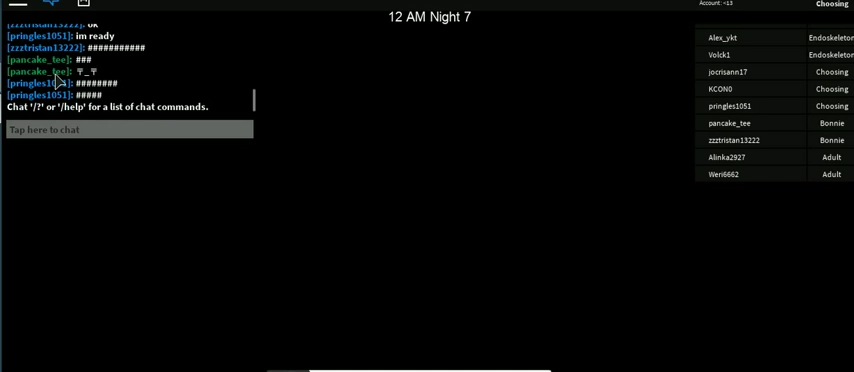 Account: <13
Choosing
12 AM Night 7
[zzztristan13222]: ok
[pringles1051]: im ready
[zzztristan13222]: ###########
[pancake_tee]: ###
[pancake_tee]: 〒_〒
[pringles1051]: ########
[pringles1051]: #####
Chat '/?' or '/help' for a list of chat commands.
Tap here to chat
Alex_ykt Endoskeleton
Volck1 Endoskeleton
jocrisann17 Choosing
KCON0 Choosing
pringles1051 Choosing
pancake_tee Bonnie
zzztristan13222 Bonnie
Alinka2927 Adult
Weri6662 Adult